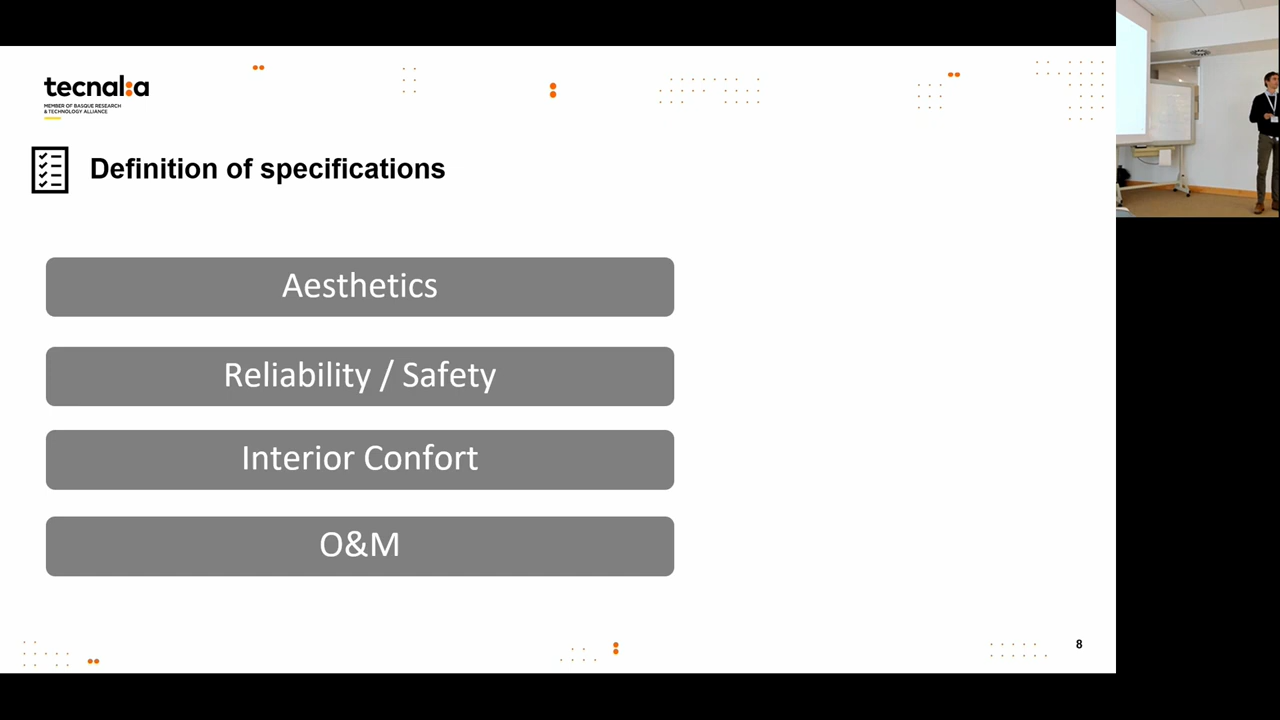 tecnalia
MEMBER OF BASQUE RESEARCH
& TECHNOLOGY ALLIANCE
Definition of specifications
Aesthetics
Reliability / Safety
Interior Confort
O&M
8